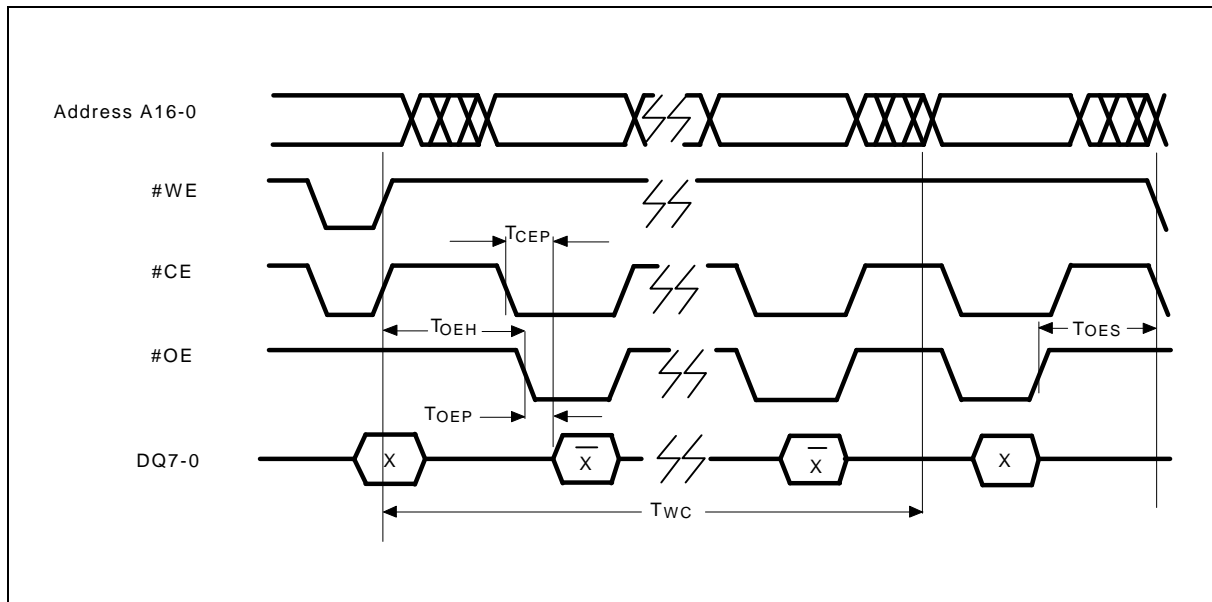 Address A16-0
#WE
TCEP
#CE
TOEH
TOES
#OE
TOEP
DQ7-0
X X̅ X̅ X
TWC